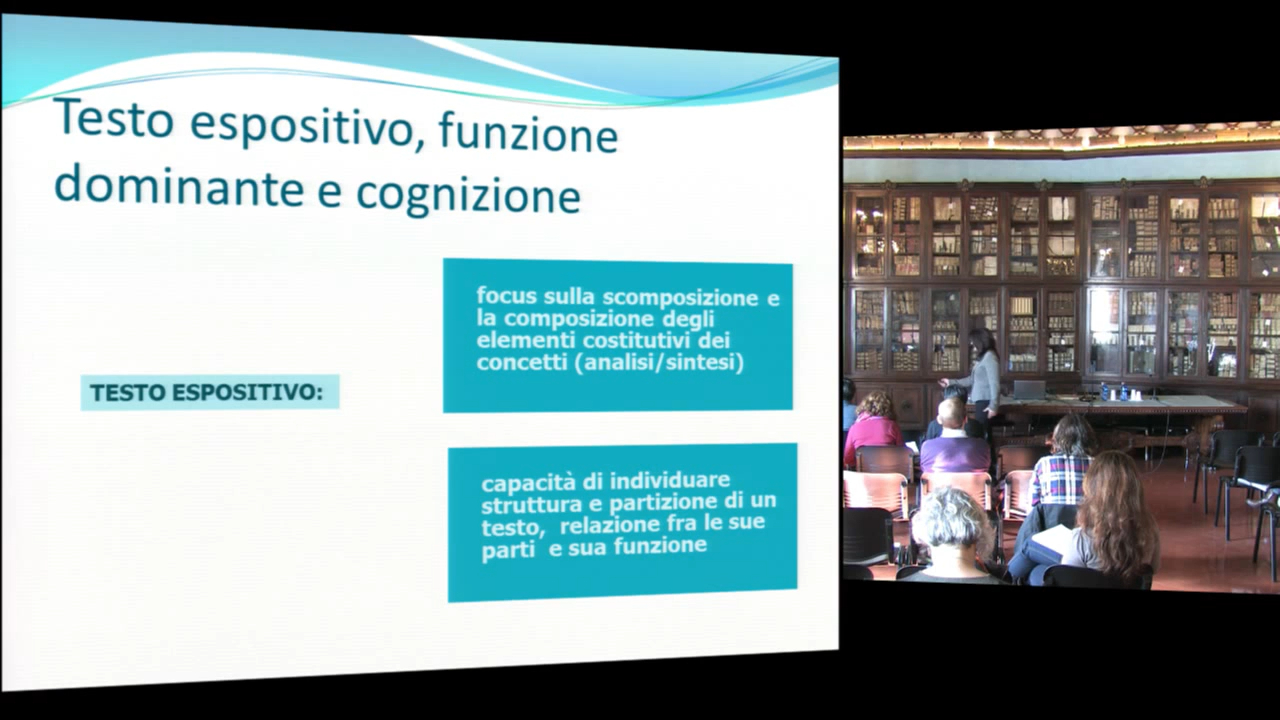 Testo espositivo, funzione
dominante e cognizione
TESTO ESPOSITIVO:
focus sulla scomposizione e
la composizione degli
elementi costitutivi dei
concetti (analisi/sintesi)
capacità di individuare
struttura e partizione di un
testo, relazione fra le sue
parti e sua funzione